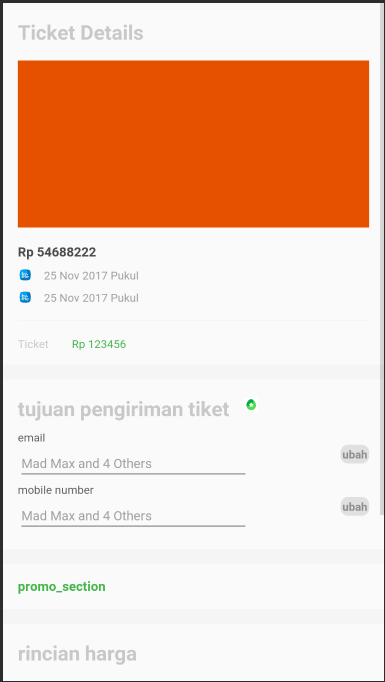 Ticket Details
Rp 54688222
25 Nov 2017 Pukul
25 Nov 2017 Pukul
Ticket Rp 123456
tujuan pengiriman tiket
email
Mad Max and 4 Others
ubah
mobile number
Mad Max and 4 Others
ubah
promo_section
rincian harga